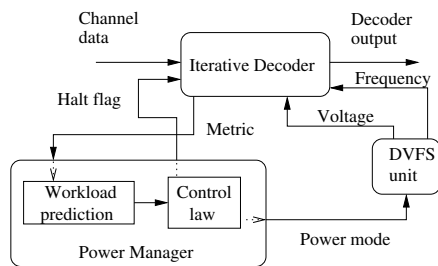 Channel
data
Decoder
output
Iterative Decoder
Frequency
Halt flag
Voltage
Metric
DVFS
unit
Workload
prediction
Control
law
Power mode
Power Manager